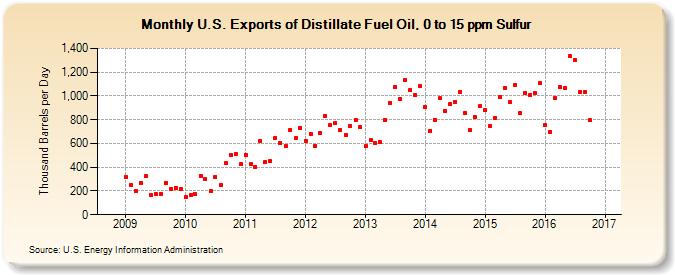 Monthly U.S. Exports of Distillate Fuel Oil, 0 to 15 ppm Sulfur
Thousand Barrels per Day
1,400
1,200
1,000
800
600
400
200
0
2009 2010 2011 2012 2013 2014 2015 2016 2017
Source: U.S. Energy Information Administration